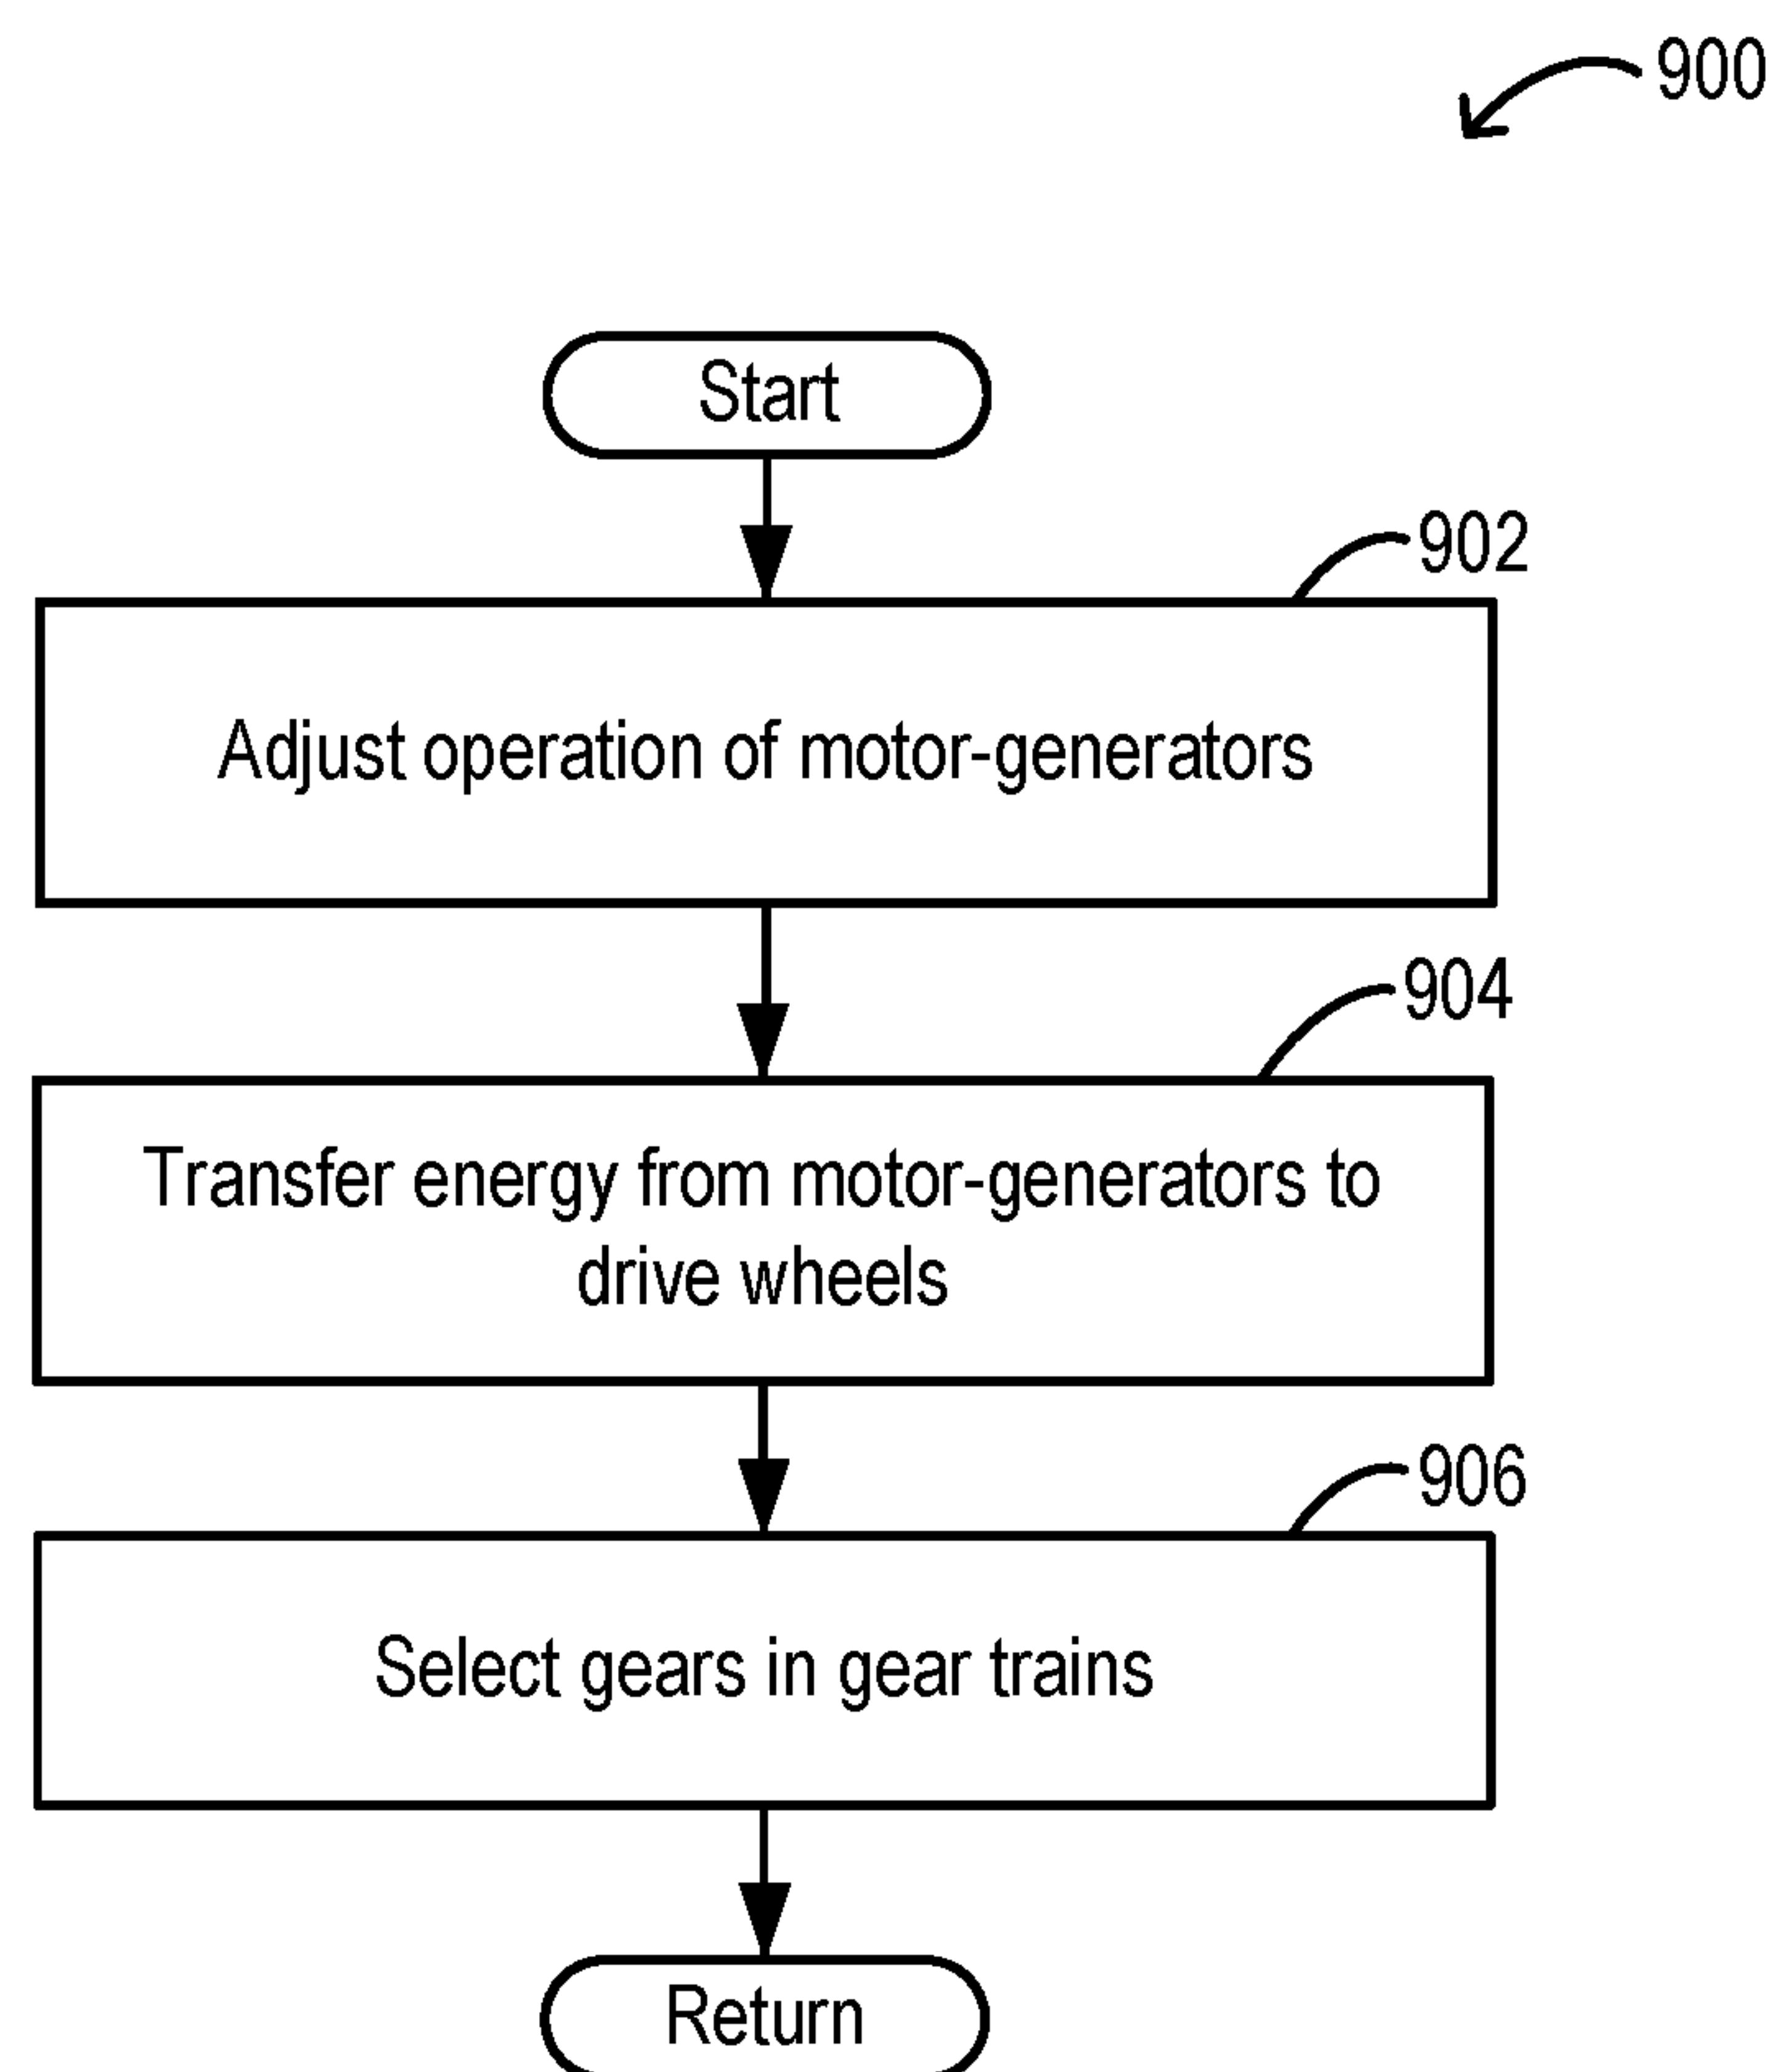 900
Start
902
Adjust operation of motor-generators
904
Transfer energy from motor-generators to
drive wheels
906
Select gears in gear trains
Return